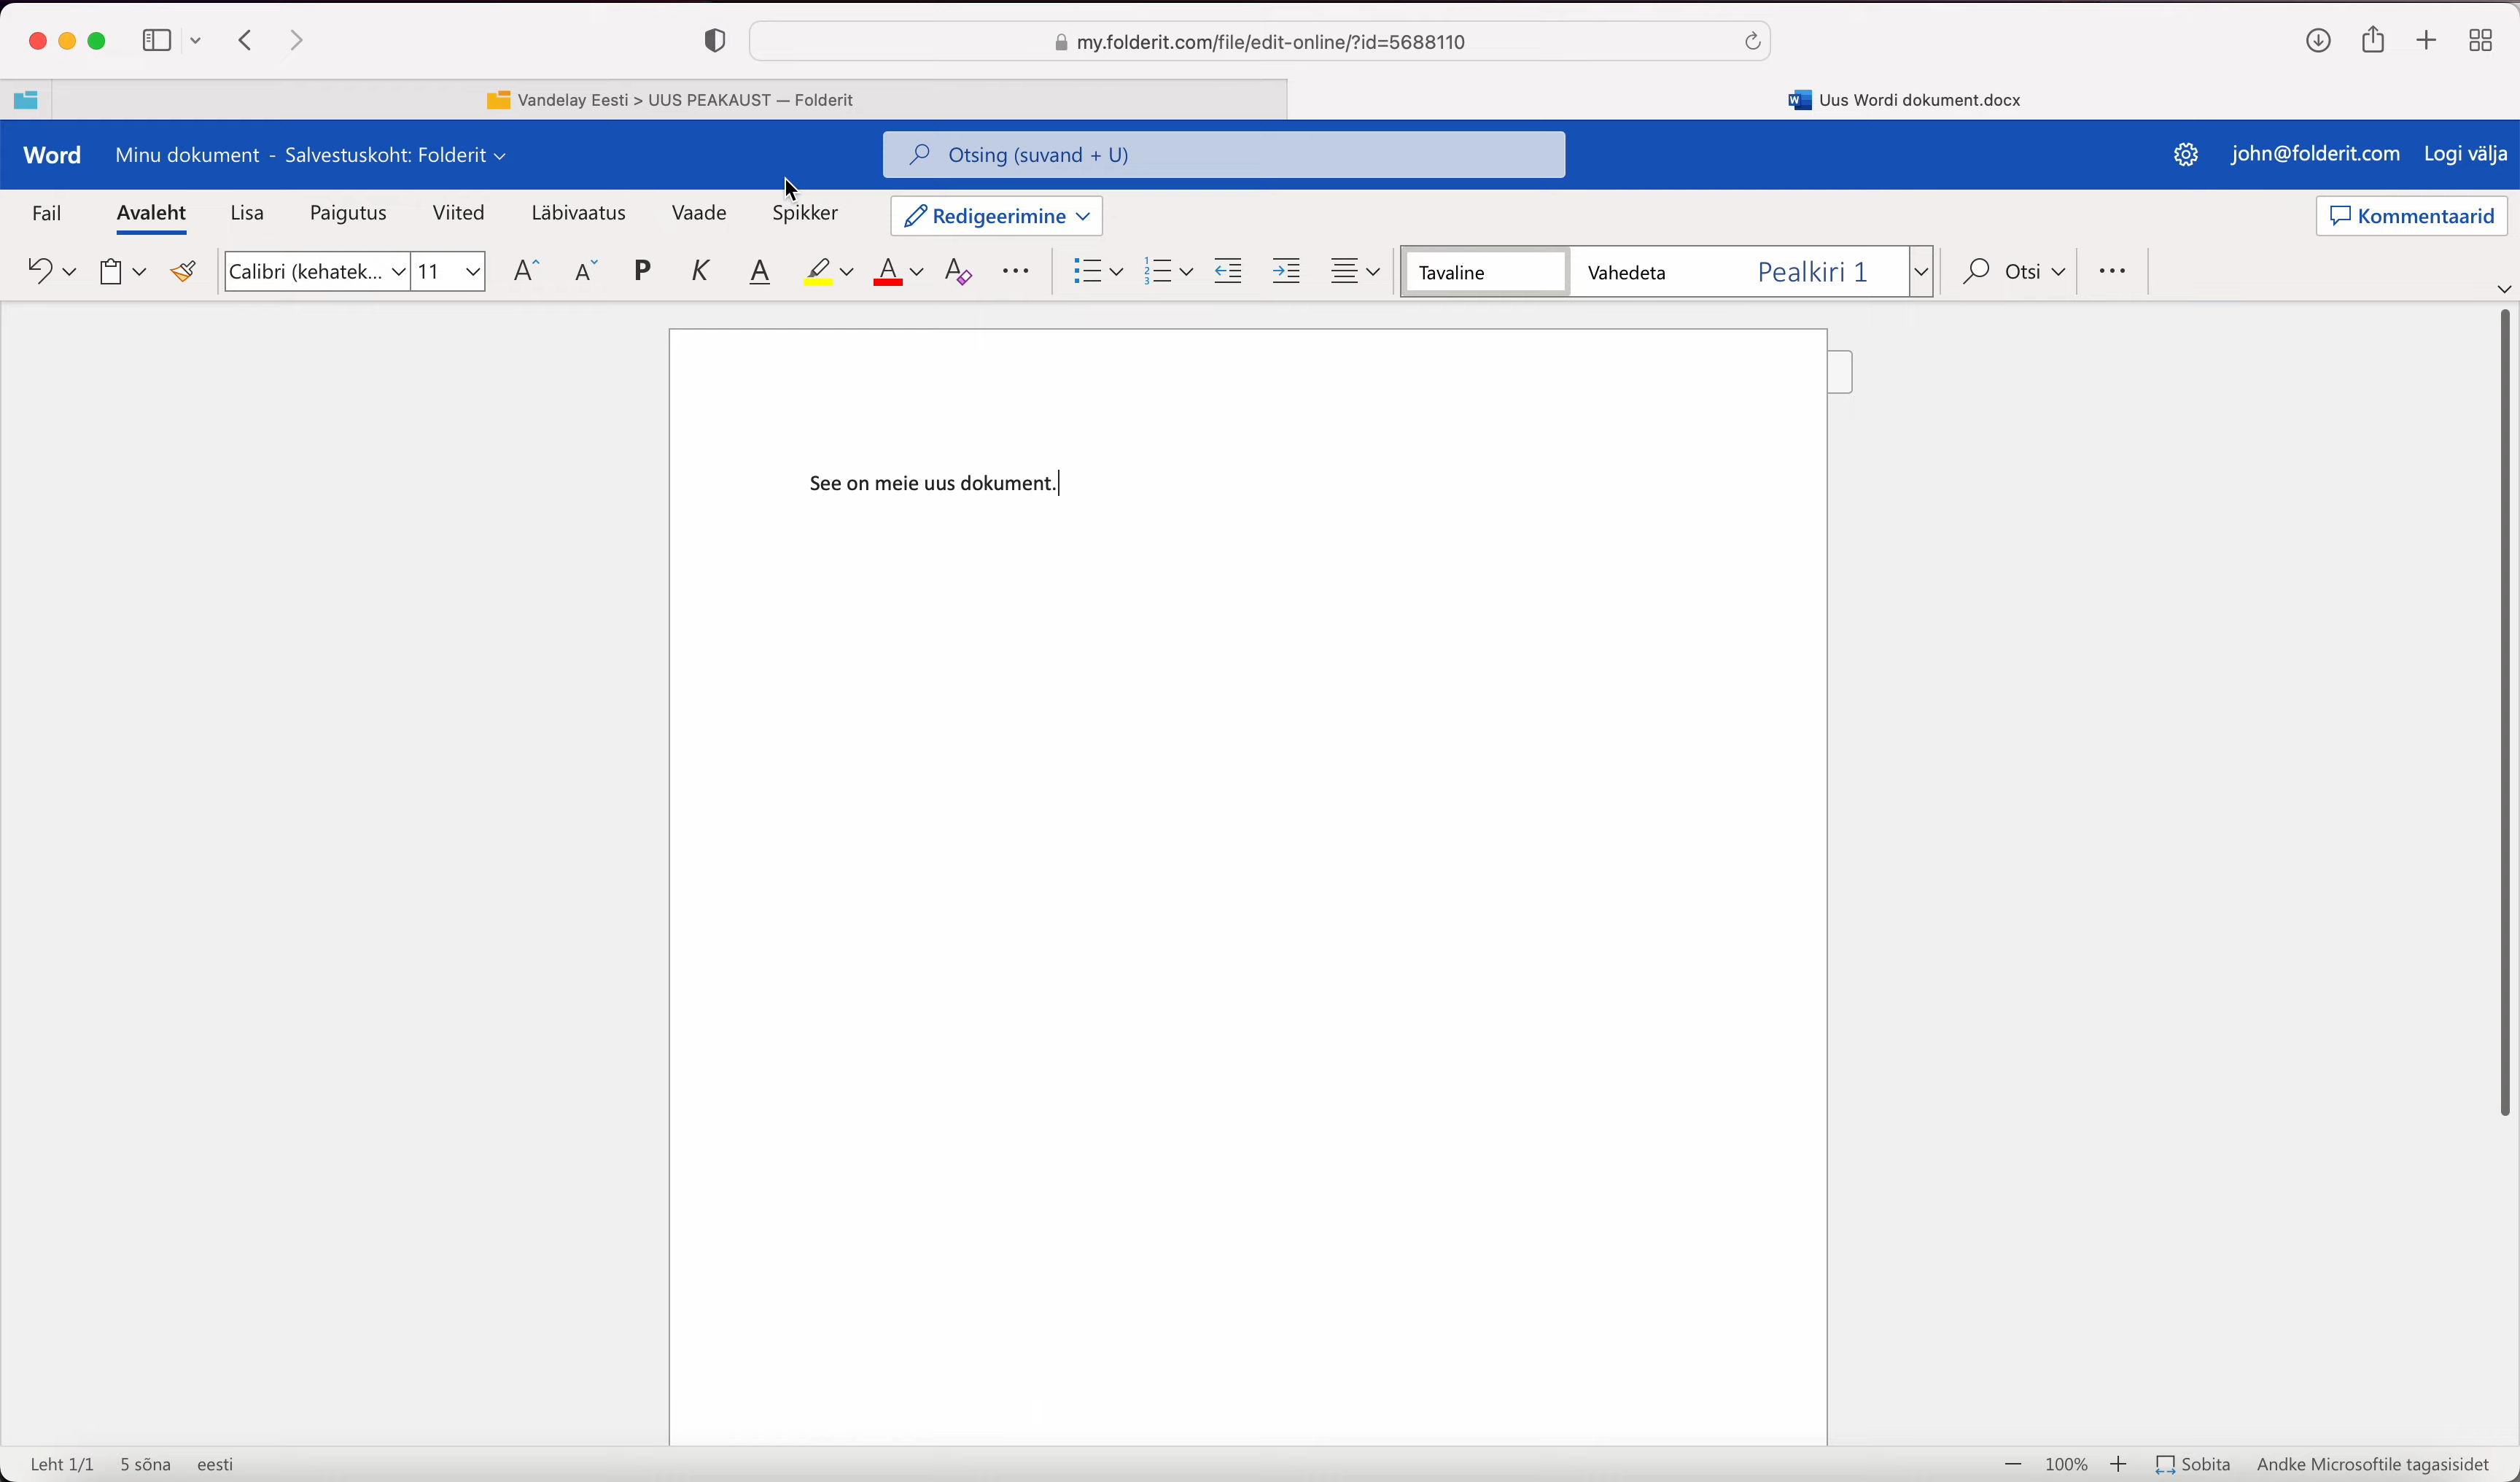 my.folderit.com/file/edit-online/?id=5688110
Vandelay Eesti > UUS PEAKAUST — Folderit
Uus Wordi dokument.docx
Word Minu dokument - Salvestuskoht: Folderit
Otsing (suvand + U)
john@folderit.com Logi välja
Fail Avaleht Lisa Paigutus Viited Läbivaatus Vaade Spikker Redigeerimine Kommentaarid
Calibri (kehatek... 11 P K A Tavaline Vahedeta Pealkiri 1 Otsi
See on meie uus dokument.
Leht 1/1 5 sõna eesti 100% Sobita Andke Microsoftile tagasisidet